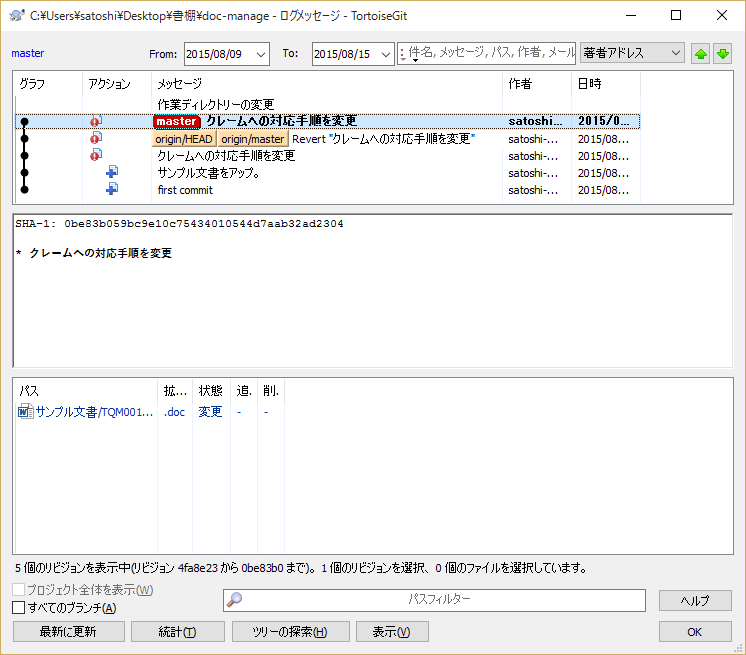 C:¥Users¥satoshi¥Desktop¥書棚¥doc-manage - ログメッセージ - TortoiseGit
master From: 2015/08/09 To: 2015/08/15 件名, メッセージ, パス, 作者, メール 著者アドレス
グラフ アクション メッセージ 作者 日時
作業ディレクトリーの変更
master クレームへの対応手順を変更 satoshi... 2015/0...
origin/HEAD origin/master Revert "クレームへの対応手順を変更" satoshi-... 2015/08...
クレームへの対応手順を変更 satoshi-... 2015/08...
サンプル文書をアップ。 satoshi-... 2015/08...
first commit satoshi-... 2015/08...
SHA-1: 0be83b059bc9e10c75434010544d7aab32ad2304
* クレームへの対応手順を変更
パス 拡... 状態 追. 削.
サンプル文書/TQM001... .doc 変更 - -
5 個のリビジョンを表示中(リビジョン 4fa8e23 から 0be83b0 まで)。1 個のリビジョンを選択、0 個のファイルを選択しています。
プロジェクト全体を表示(W)
すべてのブランチ(A) パスフィルター ヘルプ
最新に更新 統計(T) ツリーの探索(H) 表示(V) OK